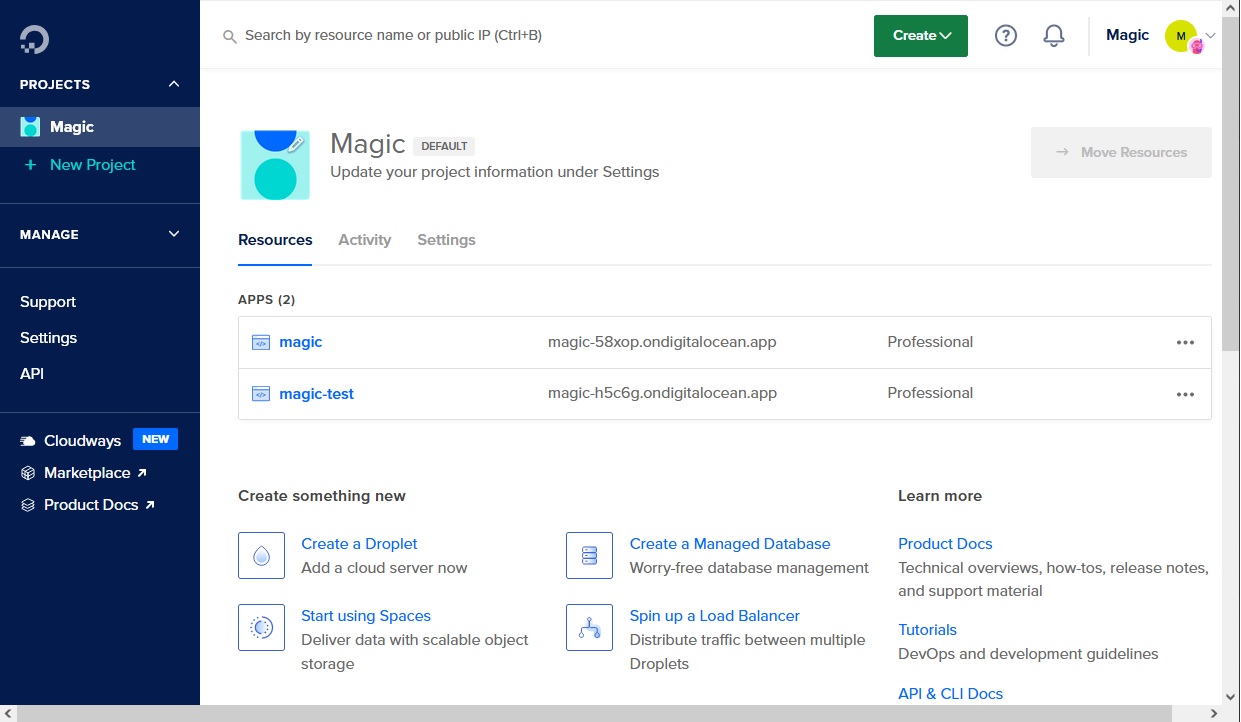 PROJECTS
Magic
+ New Project
MANAGE
Support
Settings
API
Cloudways NEW
Marketplace
Product Docs
Search by resource name or public IP (Ctrl+B)
Create
?
Magic
M
Magic DEFAULT
Update your project information under Settings
→ Move Resources
Resources Activity Settings
APPS (2)
magic magic-58xop.ondigitalocean.app Professional
magic-test magic-h5c6g.ondigitalocean.app Professional
Create something new
Create a Droplet
Add a cloud server now
Create a Managed Database
Worry-free database management
Start using Spaces
Deliver data with scalable object
storage
Spin up a Load Balancer
Distribute traffic between multiple
Droplets
Learn more
Product Docs
Technical overviews, how-tos, release notes,
and support material
Tutorials
DevOps and development guidelines
API & CLI Docs